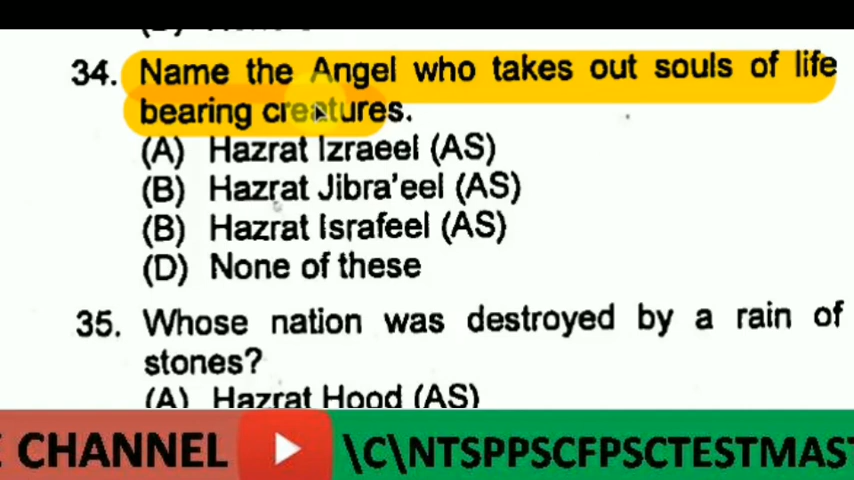 34. Name the Angel who takes out souls of life
bearing creatures.
(A) Hazrat Izraeel (AS)
(B) Hazrat Jibra'eel (AS)
(B) Hazrat Israfeel (AS)
(D) None of these
35. Whose nation was destroyed by a rain of
stones?
(A) Hazrat Hood (AS)
CHANNEL \C\NTSPPSCFPSCTESTMAST